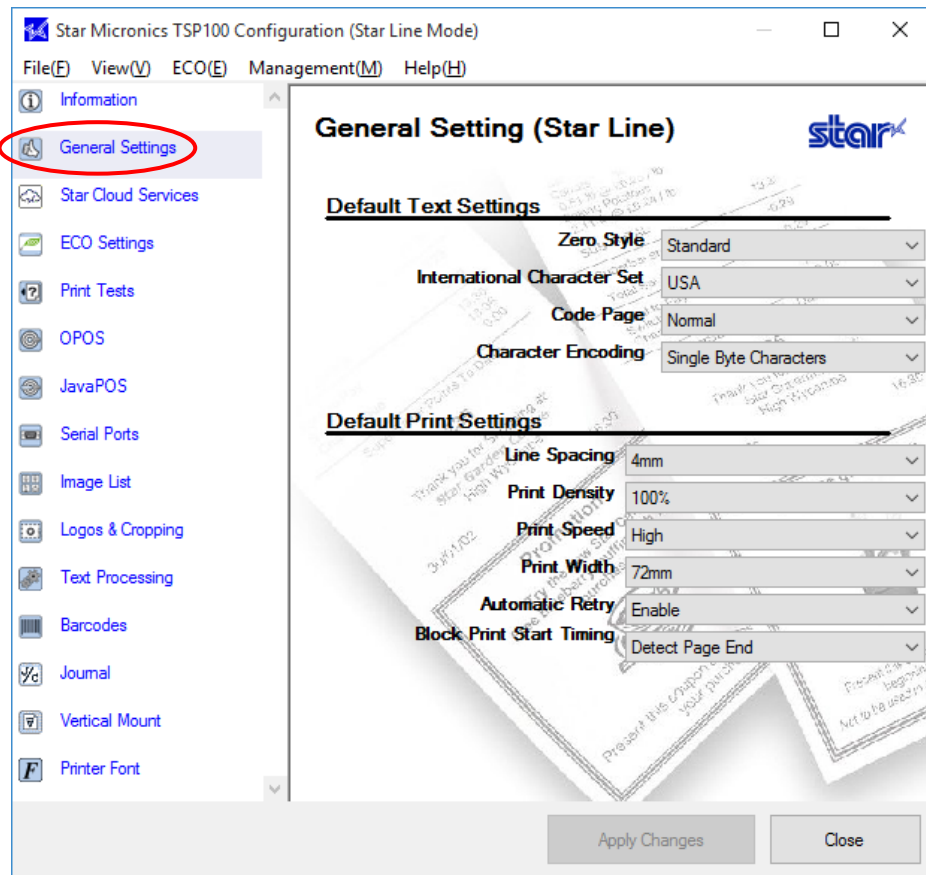 Star Micronics TSP100 Configuration (Star Line Mode)
File(F) View(V) ECO(E) Management(M) Help(H)
Information
General Settings
Star Cloud Services
ECO Settings
Print Tests
OPOS
JavaPOS
Serial Ports
Image List
Logos & Cropping
Text Processing
Barcodes
Journal
Vertical Mount
Printer Font
General Setting (Star Line)
star
Default Text Settings
Zero Style Standard
International Character Set USA
Code Page Normal
Character Encoding Single Byte Characters
Default Print Settings
Line Spacing 4mm
Print Density 100%
Print Speed High
Print Width 72mm
Automatic Retry Enable
Block Print Start Timing Detect Page End
Apply Changes Close